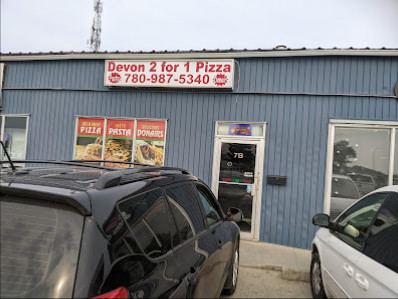 Devon 2 for 1 Pizza
780-987-5340
PIZZA
PASTA
DONAIRS
7B